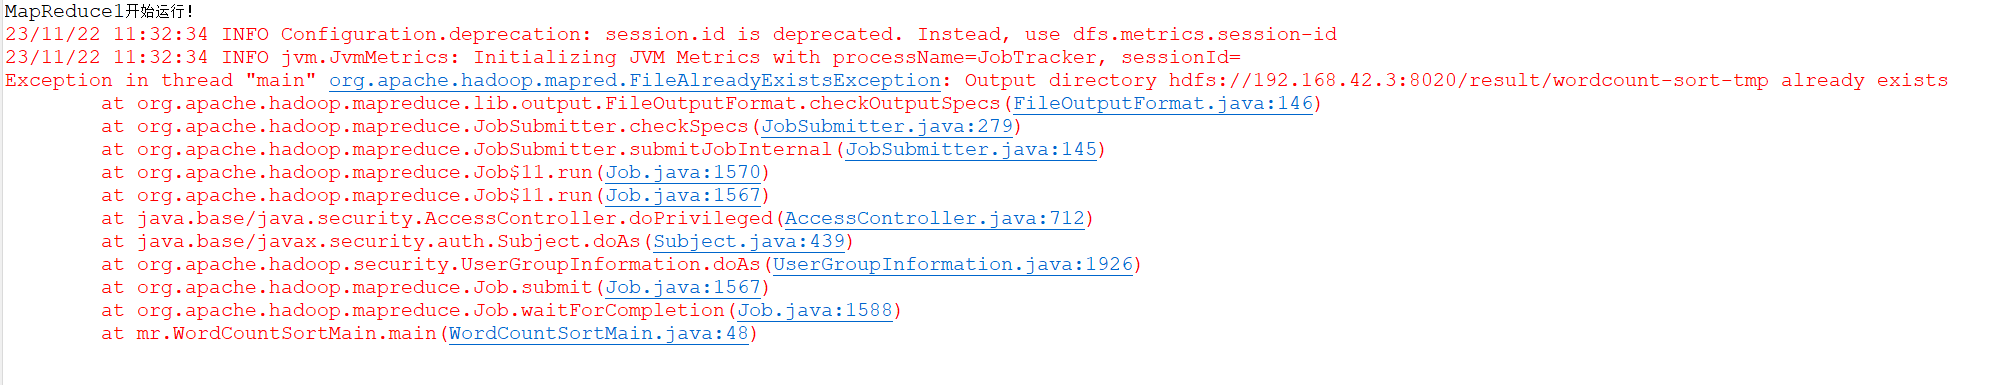 MapReduce1开始运行!
23/11/22 11:32:34 INFO Configuration.deprecation: session.id is deprecated. Instead, use dfs.metrics.session-id
23/11/22 11:32:34 INFO jvm.JvmMetrics: Initializing JVM Metrics with processName=JobTracker, sessionId=
Exception in thread "main" org.apache.hadoop.mapred.FileAlreadyExistsException: Output directory hdfs://192.168.42.3:8020/result/wordcount-sort-tmp already exists
at org.apache.hadoop.mapreduce.lib.output.FileOutputFormat.checkOutputSpecs(FileOutputFormat.java:146)
at org.apache.hadoop.mapreduce.JobSubmitter.checkSpecs(JobSubmitter.java:279)
at org.apache.hadoop.mapreduce.JobSubmitter.submitJobInternal(JobSubmitter.java:145)
at org.apache.hadoop.mapreduce.Job$11.run(Job.java:1570)
at org.apache.hadoop.mapreduce.Job$11.run(Job.java:1567)
at java.base/java.security.AccessController.doPrivileged(AccessController.java:712)
at java.base/javax.security.auth.Subject.doAs(Subject.java:439)
at org.apache.hadoop.security.UserGroupInformation.doAs(UserGroupInformation.java:1926)
at org.apache.hadoop.mapreduce.Job.submit(Job.java:1567)
at org.apache.hadoop.mapreduce.Job.waitForCompletion(Job.java:1588)
at mr.WordCountSortMain.main(WordCountSortMain.java:48)